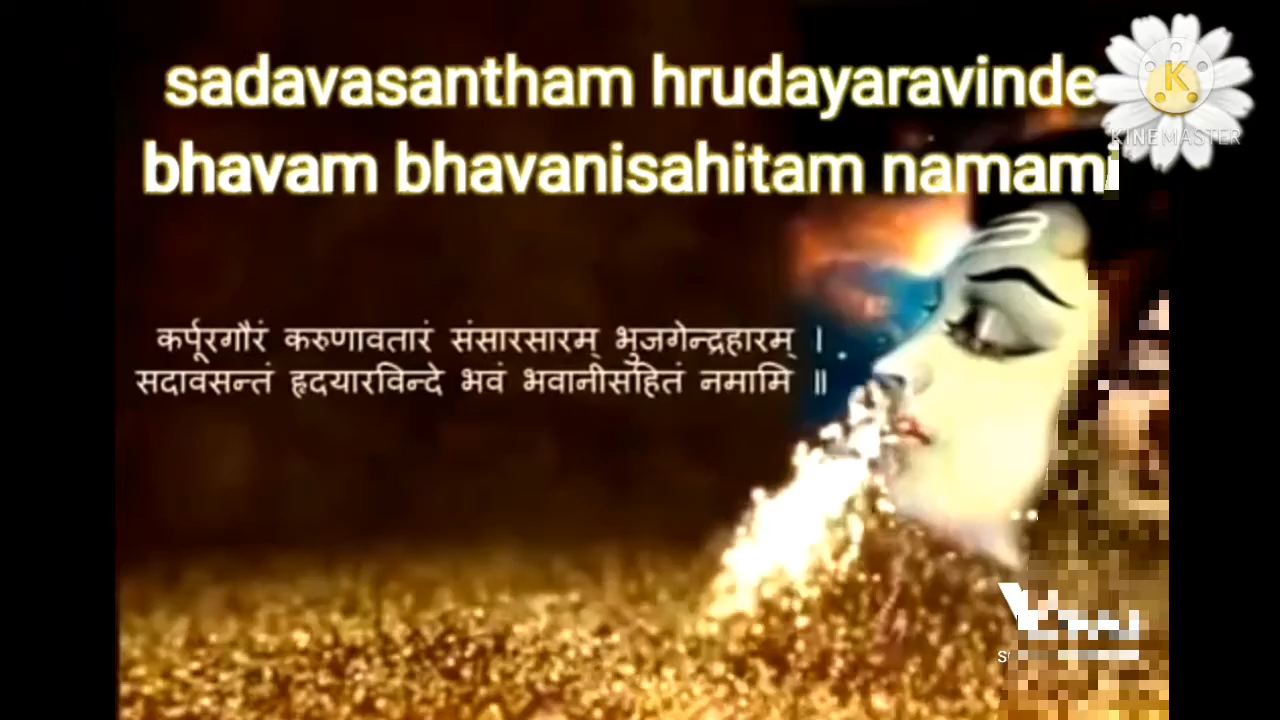 sadavasantham hrudayaravinde
bhavam bhavanisahitam namami
KINEMASTER
कर्पूरगौरं करुणावतारं संसारसारम् भुजगेन्द्रहारम् ।
सदावसन्तं हृदयारविन्दे भवं भवानीसहितं नमामि ॥